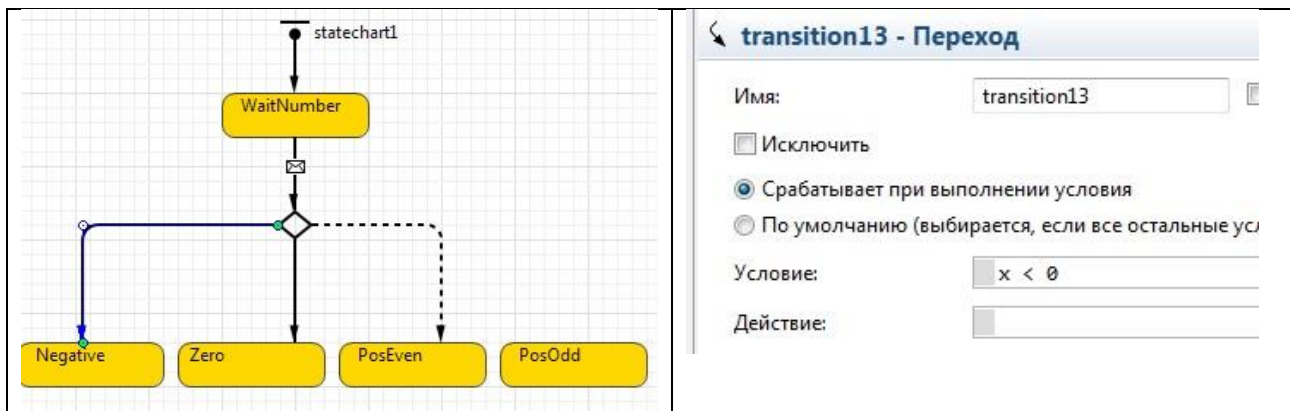 statechart1
WaitNumber
Negative
Zero
PosEven
PosOdd
transition13 - Переход
Имя:
transition13
Исключить
Срабатывает при выполнении условия
По умолчанию (выбирается, если все остальные усл
Условие:
x < 0
Действие: